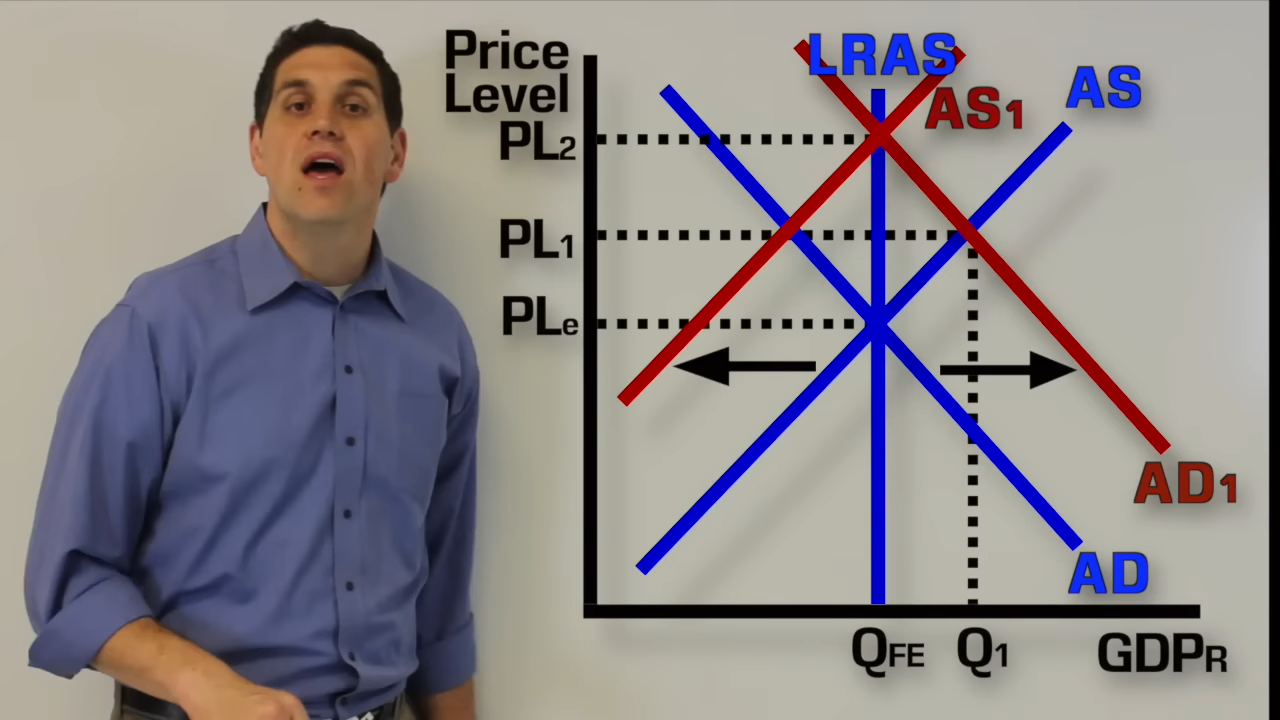 Price
Level
PL2
PL1
PLe
LRAS
AS1
AS
AD1
AD
QFE
Q1
GDPR